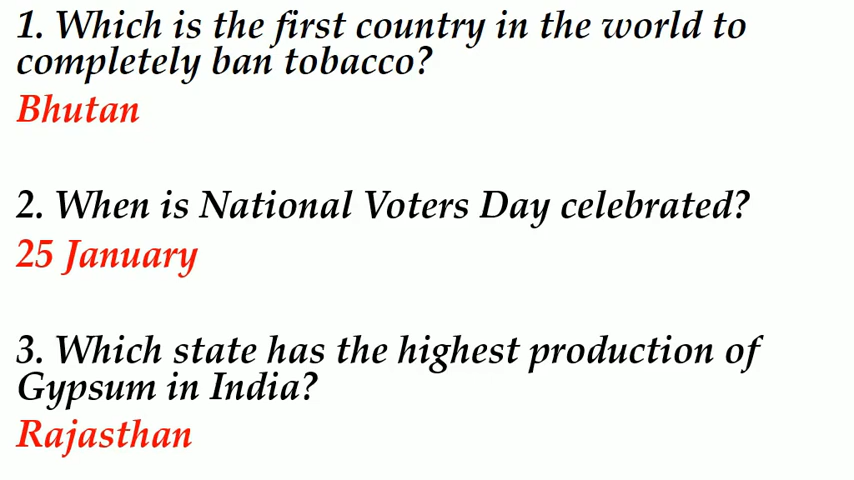 1. Which is the first country in the world to
completely ban tobacco?
Bhutan
2. When is National Voters Day celebrated?
25 January
3. Which state has the highest production of
Gypsum in India?
Rajasthan